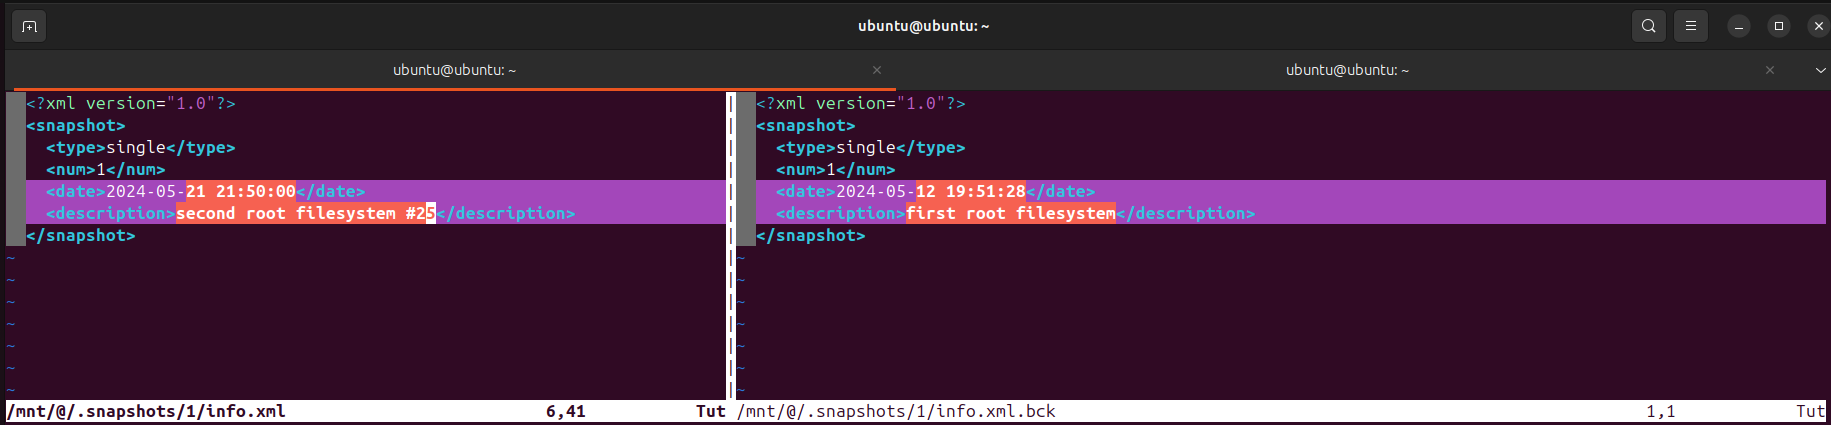 ubuntu@ubuntu: ~
ubuntu@ubuntu: ~
ubuntu@ubuntu: ~
<?xml version="1.0"?>
<snapshot>
<type>single</type>
<num>1</num>
<date>2024-05-21 21:50:00</date>
<description>second root filesystem #25</description>
</snapshot>
~
~
~
~
~
~
~
/mnt/@/.snapshots/1/info.xml 6,41 Tut
<?xml version="1.0"?>
<snapshot>
<type>single</type>
<num>1</num>
<date>2024-05-12 19:51:28</date>
<description>first root filesystem</description>
</snapshot>
~
~
~
~
~
~
~
/mnt/@/.snapshots/1/info.xml.bck 1,1 Tut